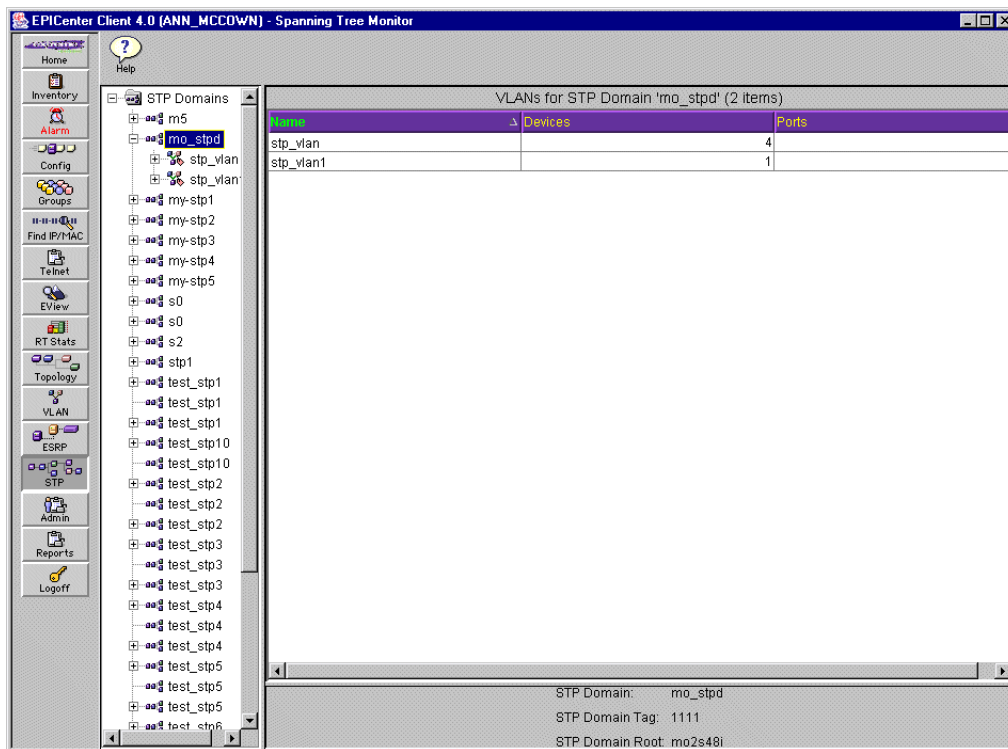 EPICenter Client 4.0 (ANN_MCCOWN) - Spanning Tree Monitor
Home
Inventory
Alarm
Config
Groups
Find IP/MAC
Telnet
EView
RT Stats
Topology
VLAN
ESRP
STP
Admin
Reports
Logoff
?
Help
STP Domains
m5
mo_stpd
stp_vlan
stp_vlan1
my-stp1
my-stp2
my-stp3
my-stp4
my-stp5
s0
s0
s2
stp1
test_stp1
test_stp1
test_stp1
test_stp10
test_stp10
test_stp2
test_stp2
test_stp2
test_stp3
test_stp3
test_stp3
test_stp4
test_stp4
test_stp4
test_stp5
test_stp5
test_stp5
test_stp6
VLANs for STP Domain 'mo_stpd' (2 items)
Name Devices Ports
stp_vlan 4
stp_vlan1 1
STP Domain: mo_stpd
STP Domain Tag: 1111
STP Domain Root: mo2s48i